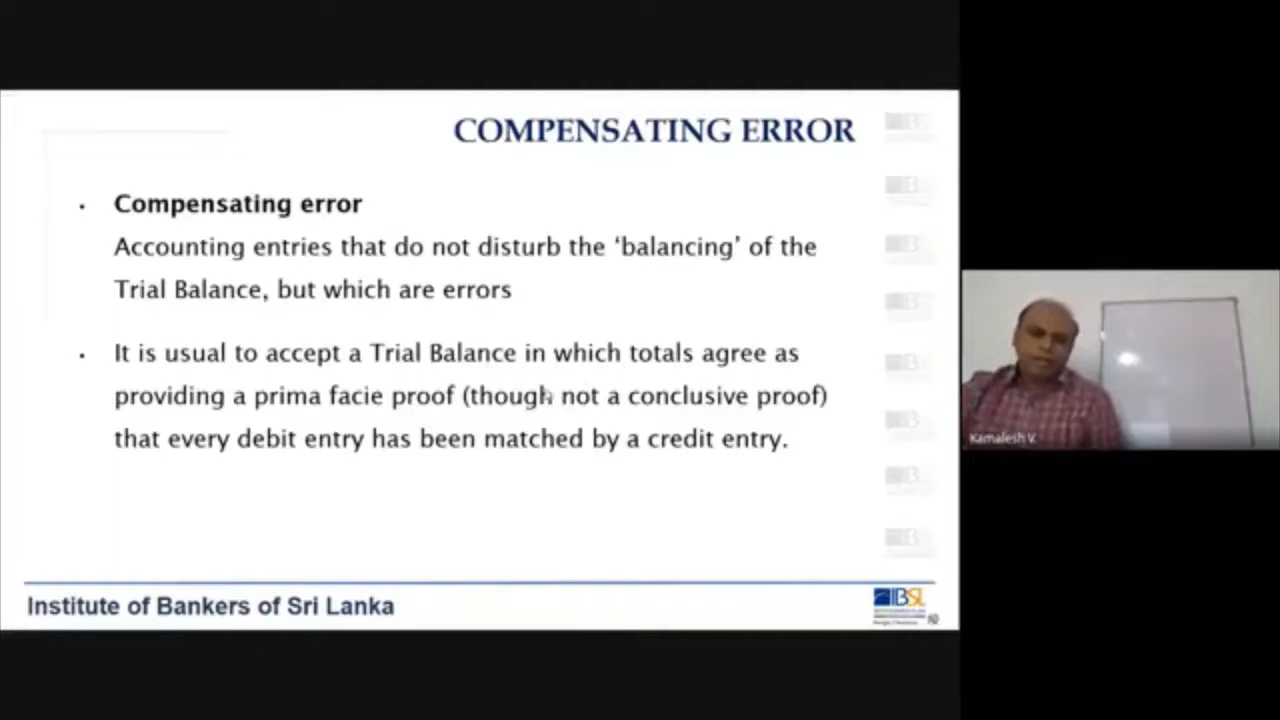 COMPENSATING ERROR
• Compensating error
Accounting entries that do not disturb the ‘balancing’ of the
Trial Balance, but which are errors
• It is usual to accept a Trial Balance in which totals agree as
providing a prima facie proof (though not a conclusive proof)
that every debit entry has been matched by a credit entry.
Institute of Bankers of Sri Lanka
IBSL
Kamalesh V.